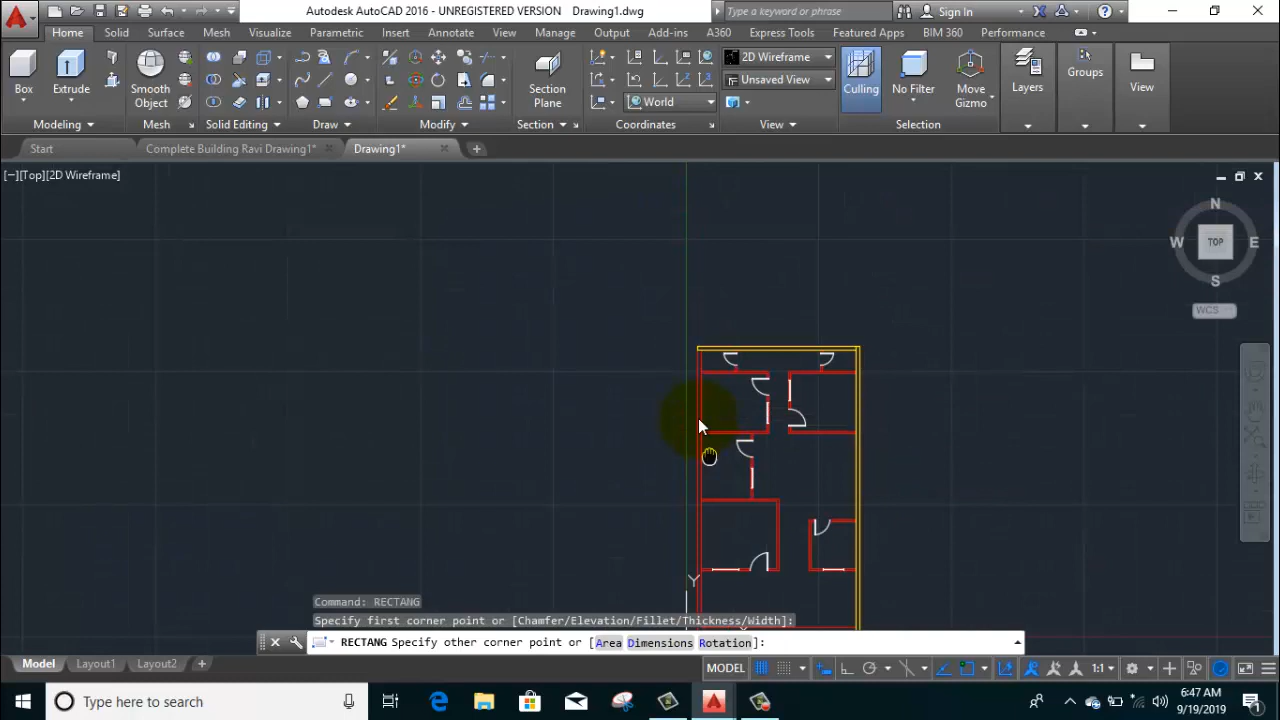 Autodesk AutoCAD 2016 - UNREGISTERED VERSION Drawing1.dwg
Type a keyword or phrase
Sign In
Home Solid Surface Mesh Visualize Parametric Insert Annotate View Manage Output Add-ins A360 Express Tools Featured Apps BIM 360 Performance
2D Wireframe
Unsaved View
World
Box Extrude Smooth Object Section Plane Culling No Filter Move Gizmo Layers Groups View
Modeling Mesh Solid Editing Draw Modify Section Coordinates View Selection
Start Complete Building Ravi Drawing1* Drawing1*
[−][Top][2D Wireframe]
N
W TOP E
S
WCS
Y
Command: RECTANG
Specify first corner point or [Chamfer/Elevation/Fillet/Thickness/Width]:
RECTANG Specify other corner point or [Area Dimensions Rotation]:
Model Layout1 Layout2 MODEL 1:1
Type here to search
6:47 AM
9/19/2019
1